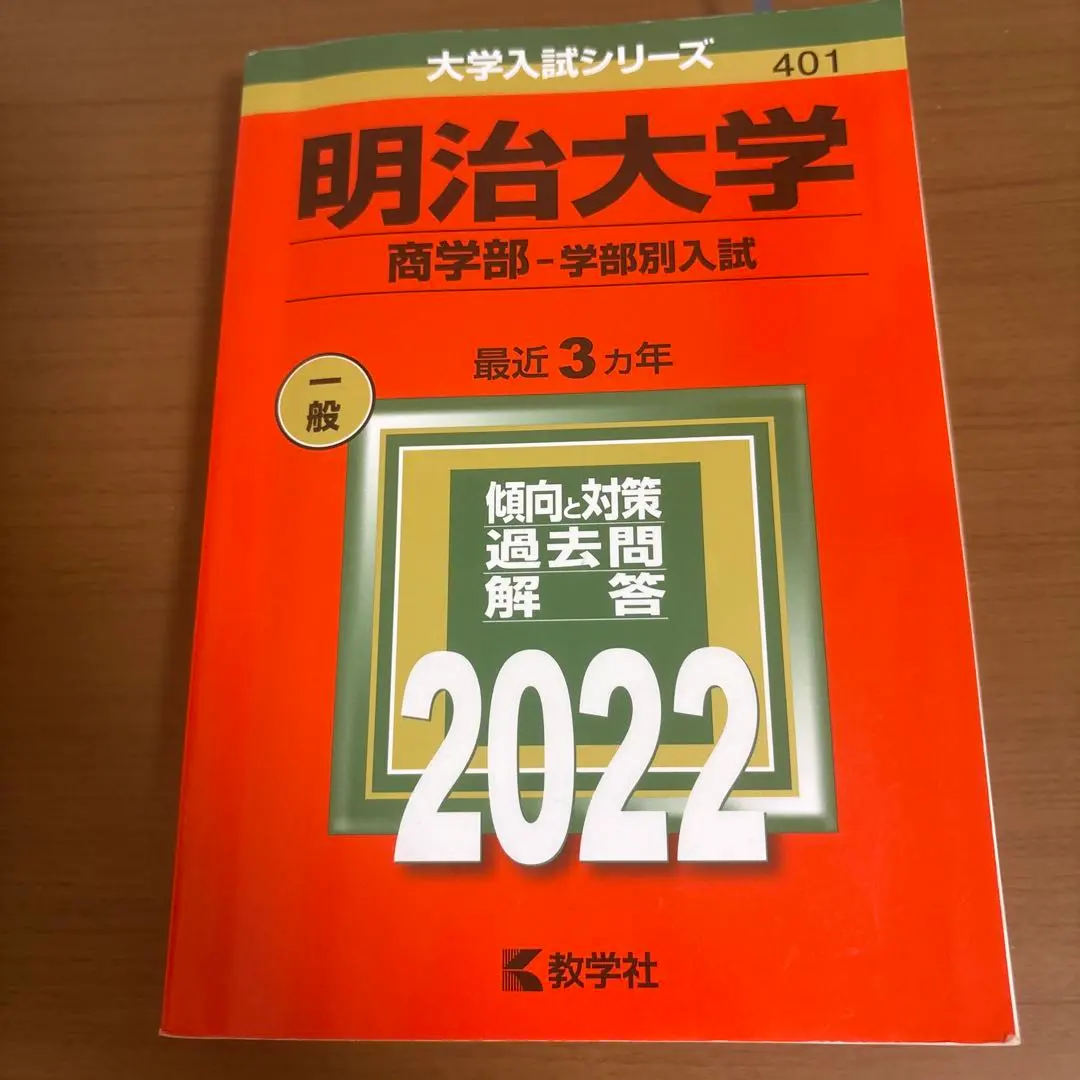 大学入試シリーズ 401
明治大学
商学部-学部別入試
最近3カ年
一般
傾向と対策
過去問
解答
2022
教学社